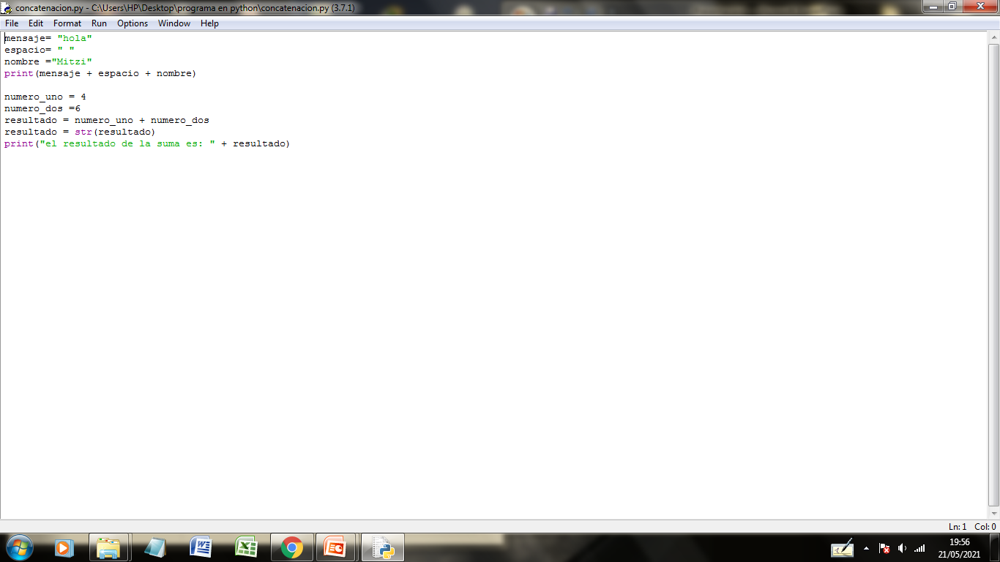 concatenacion.py - C:\Users\HP\Desktop\programa en python\concatenacion.py (3.7.1)
File Edit Format Run Options Window Help
mensaje= "hola"
espacio= " "
nombre ="Mitzi"
print(mensaje + espacio + nombre)
numero_uno = 4
numero_dos =6
resultado = numero_uno + numero_dos
resultado = str(resultado)
print("el resultado de la suma es: " + resultado)
Ln: 1 Col: 0
19:56
21/05/2021